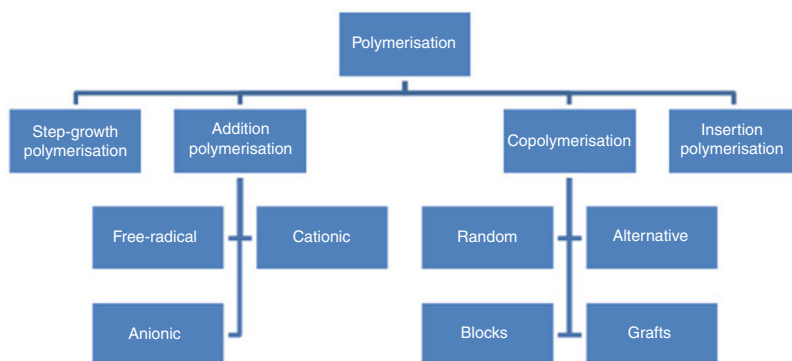 Polymerisation
Step-growth
polymerisation
Addition
polymerisation
Copolymerisation
Insertion
polymerisation
Free-radical
Cationic
Random
Alternative
Anionic
Blocks
Grafts